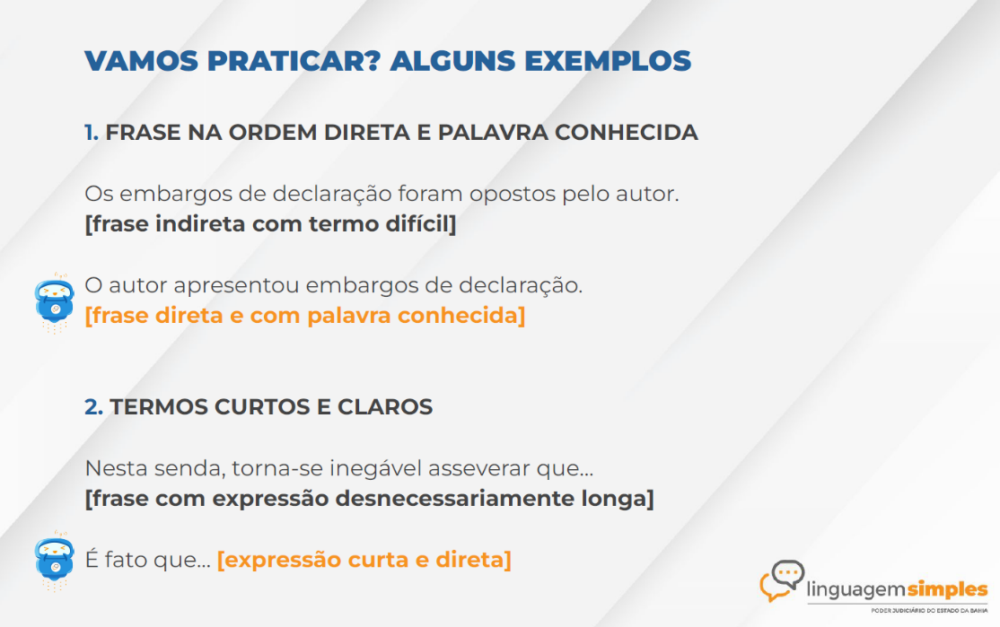 VAMOS PRATICAR? ALGUNS EXEMPLOS
1. FRASE NA ORDEM DIRETA E PALAVRA CONHECIDA
Os embargos de declaração foram opostos pelo autor.
[frase indireta com termo difícil]
O autor apresentou embargos de declaração.
[frase direta e com palavra conhecida]
2. TERMOS CURTOS E CLAROS
Nesta senda, torna-se inegável asseverar que...
[frase com expressão desnecessariamente longa]
É fato que... [expressão curta e direta]
linguagemsimples
PODER JUDICIÁRIO DO ESTADO DA BAHIA